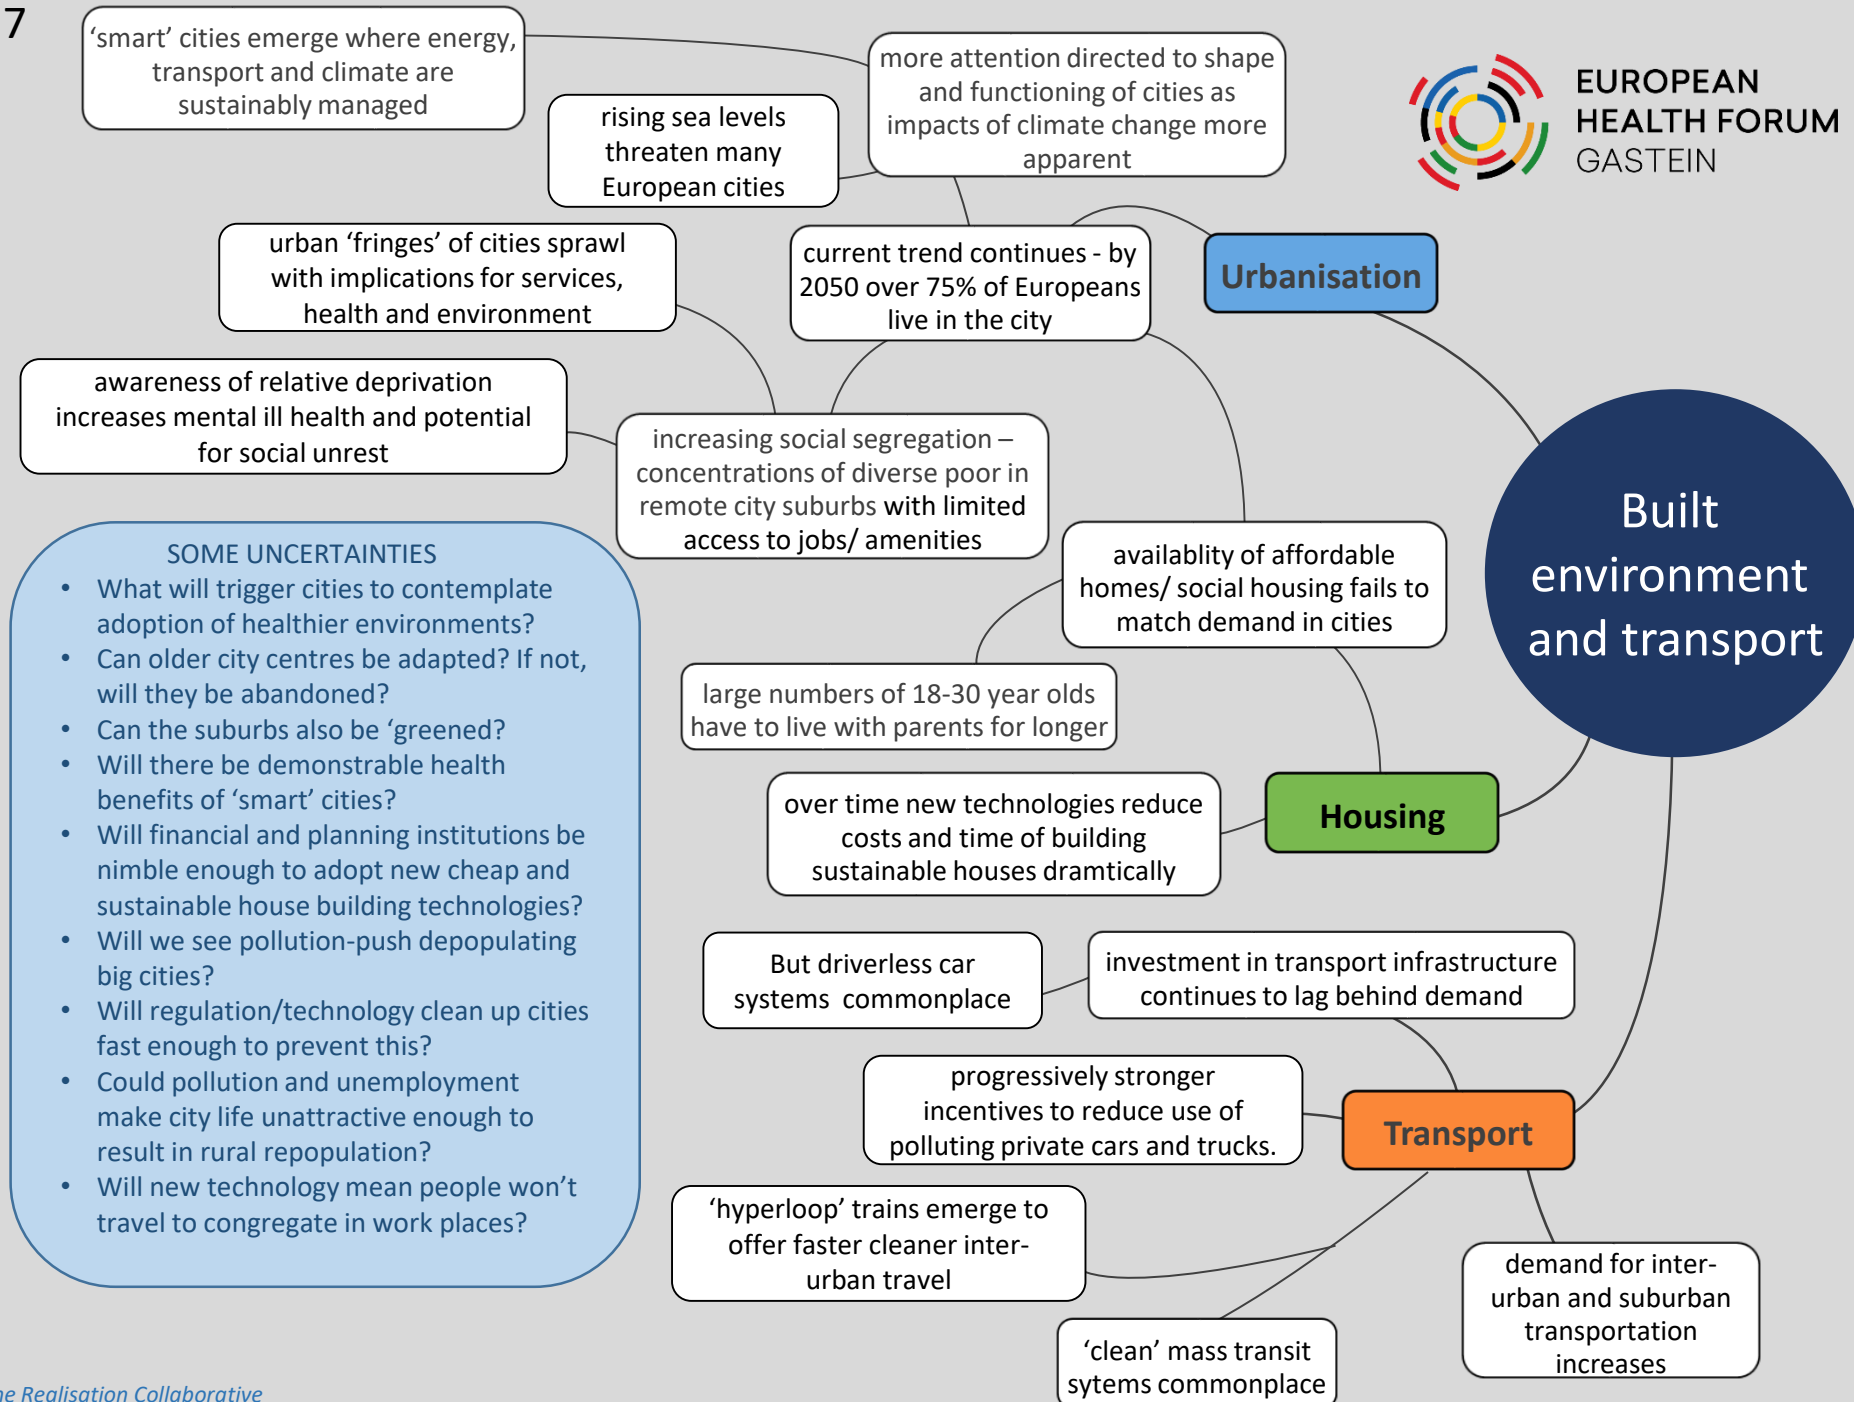 7
‘smart’ cities emerge where energy,
transport and climate are
sustainably managed
more attention directed to shape
and functioning of cities as
impacts of climate change more
apparent
EUROPEAN
HEALTH FORUM
GASTEIN
rising sea levels
threaten many
European cities
urban ‘fringes’ of cities sprawl
with implications for services,
health and environment
current trend continues - by
2050 over 75% of Europeans
live in the city
Urbanisation
awareness of relative deprivation
increases mental ill health and potential
for social unrest
increasing social segregation –
concentrations of diverse poor in
remote city suburbs with limited
access to jobs/ amenities
Built
environment
and transport
availablity of affordable
homes/ social housing fails to
match demand in cities
large numbers of 18-30 year olds
have to live with parents for longer
over time new technologies reduce
costs and time of building
sustainable houses dramtically
Housing
SOME UNCERTAINTIES
• What will trigger cities to contemplate
adoption of healthier environments?
• Can older city centres be adapted? If not,
will they be abandoned?
• Can the suburbs also be ‘greened?
• Will there be demonstrable health
benefits of ‘smart’ cities?
• Will financial and planning institutions be
nimble enough to adopt new cheap and
sustainable house building technologies?
• Will we see pollution-push depopulating
big cities?
• Will regulation/technology clean up cities
fast enough to prevent this?
• Could pollution and unemployment
make city life unattractive enough to
result in rural repopulation?
• Will new technology mean people won’t
travel to congregate in work places?
But driverless car
systems commonplace
investment in transport infrastructure
continues to lag behind demand
progressively stronger
incentives to reduce use of
polluting private cars and trucks.
Transport
‘hyperloop’ trains emerge to
offer faster cleaner inter-
urban travel
demand for inter-
urban and suburban
transportation
increases
‘clean’ mass transit
sytems commonplace
Realisation Collaborative